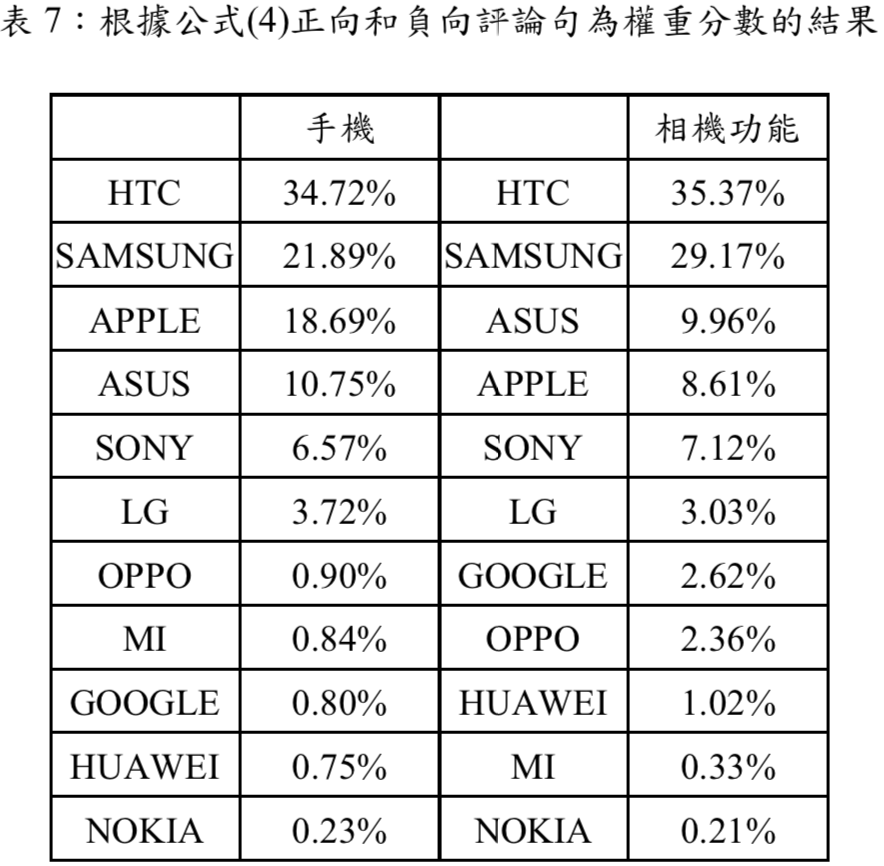 表 7：根據公式(4)正向和負向評論句為權重分數的結果
手機 相機功能
HTC 34.72% HTC 35.37%
SAMSUNG 21.89% SAMSUNG 29.17%
APPLE 18.69% ASUS 9.96%
ASUS 10.75% APPLE 8.61%
SONY 6.57% SONY 7.12%
LG 3.72% LG 3.03%
OPPO 0.90% GOOGLE 2.62%
MI 0.84% OPPO 2.36%
GOOGLE 0.80% HUAWEI 1.02%
HUAWEI 0.75% MI 0.33%
NOKIA 0.23% NOKIA 0.21%